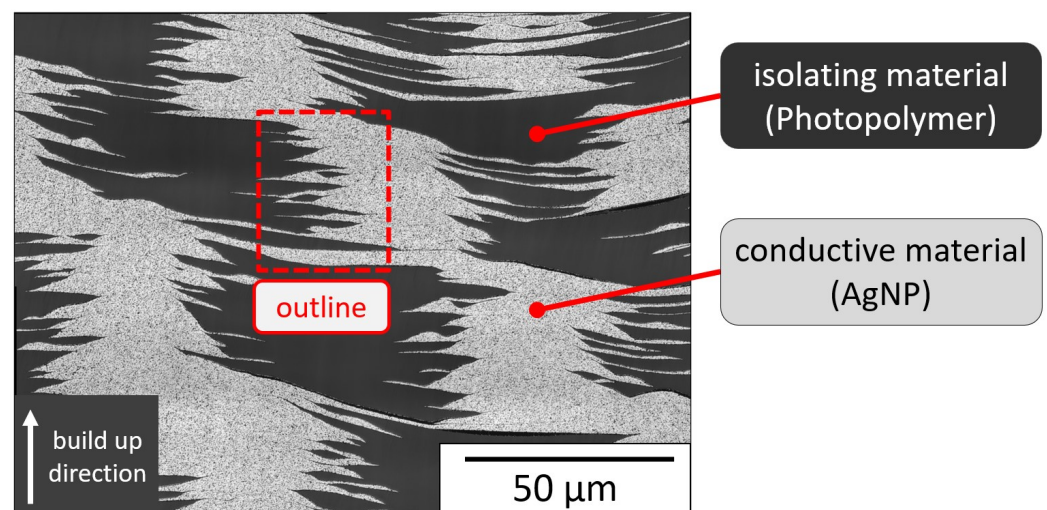 isolating material
(Photopolymer)
conductive material
(AgNP)
outline
build up
direction
50 µm